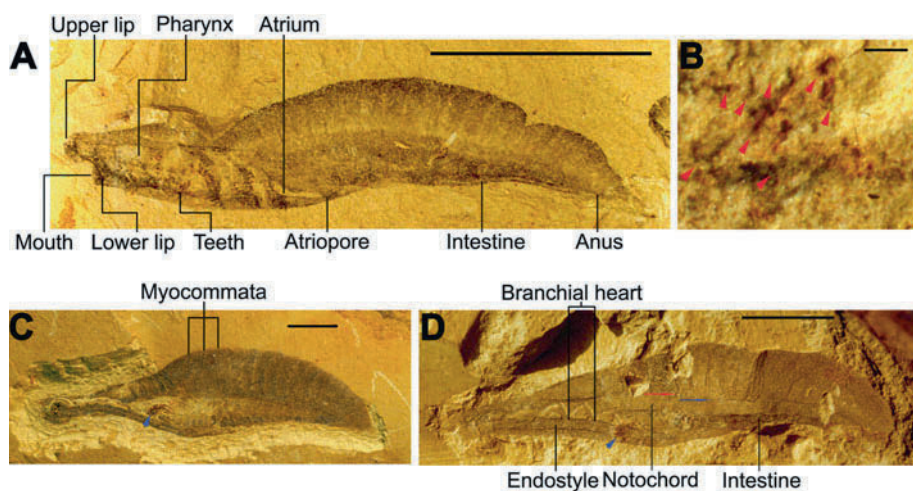 Upper lip Pharynx Atrium
A
B
Mouth Lower lip Teeth Atriopore Intestine Anus
Myocommata Branchial heart
C
D
Endostyle Notochord Intestine